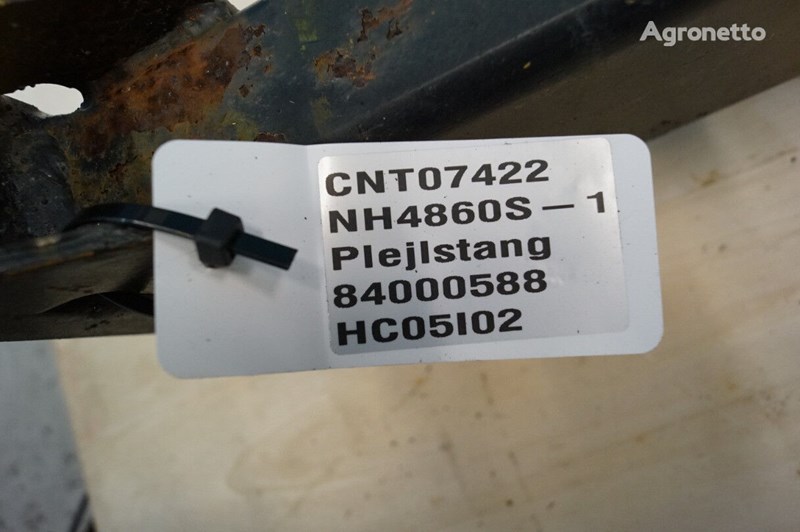 Agronetto
CNT07422
NH4860S-1
Plejlstang
84000588
HC05I02